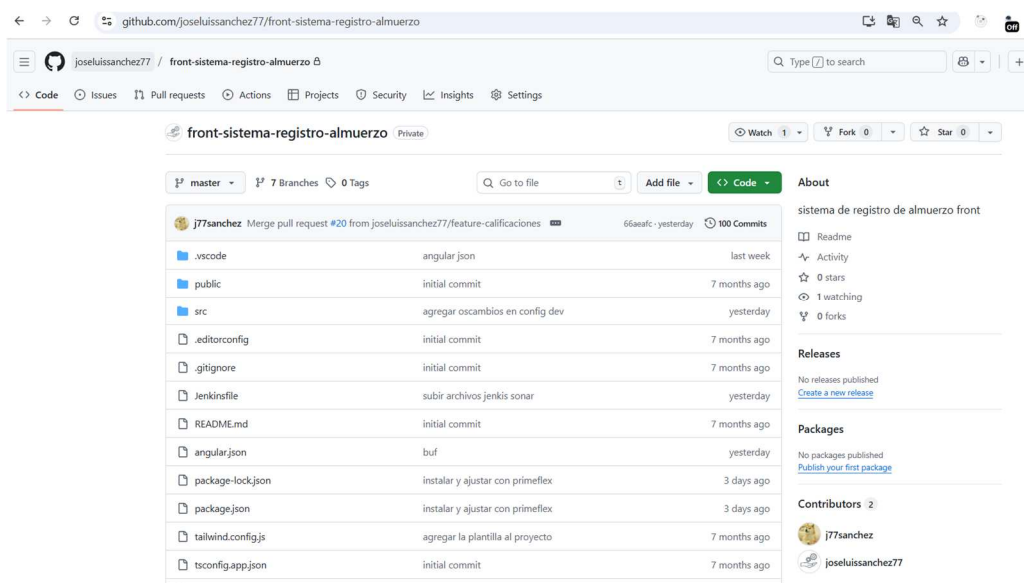 github.com/joseluissanchez77/front-sistema-registro-almuerzo
Off
joseluissanchez77 / front-sistema-registro-almuerzo
Type / to search
Code Issues Pull requests Actions Projects Security Insights Settings
front-sistema-registro-almuerzo Private
Watch 1 Fork 0 Star 0
master 7 Branches 0 Tags Go to file t Add file Code
About
sistema de registro de almuerzo front
j77sanchez Merge pull request #20 from joseluissanchez77/feature-calificaciones 66aeafc · yesterday 100 Commits
Readme
Activity
0 stars
1 watching
0 forks
.vscode angular json last week
public initial commit 7 months ago
src agregar oscambios en config dev yesterday
.editorconfig initial commit 7 months ago
.gitignore initial commit 7 months ago
Jenkinsfile subir archivos jenkis sonar yesterday
README.md initial commit 7 months ago
angular.json buf yesterday
package-lock.json instalar y ajustar con primeflex 3 days ago
package.json instalar y ajustar con primeflex 3 days ago
tailwind.config.js agregar la plantilla al proyecto 7 months ago
tsconfig.app.json initial commit 7 months ago
Releases
No releases published
Create a new release
Packages
No packages published
Publish your first package
Contributors 2
j77sanchez
joseluissanchez77